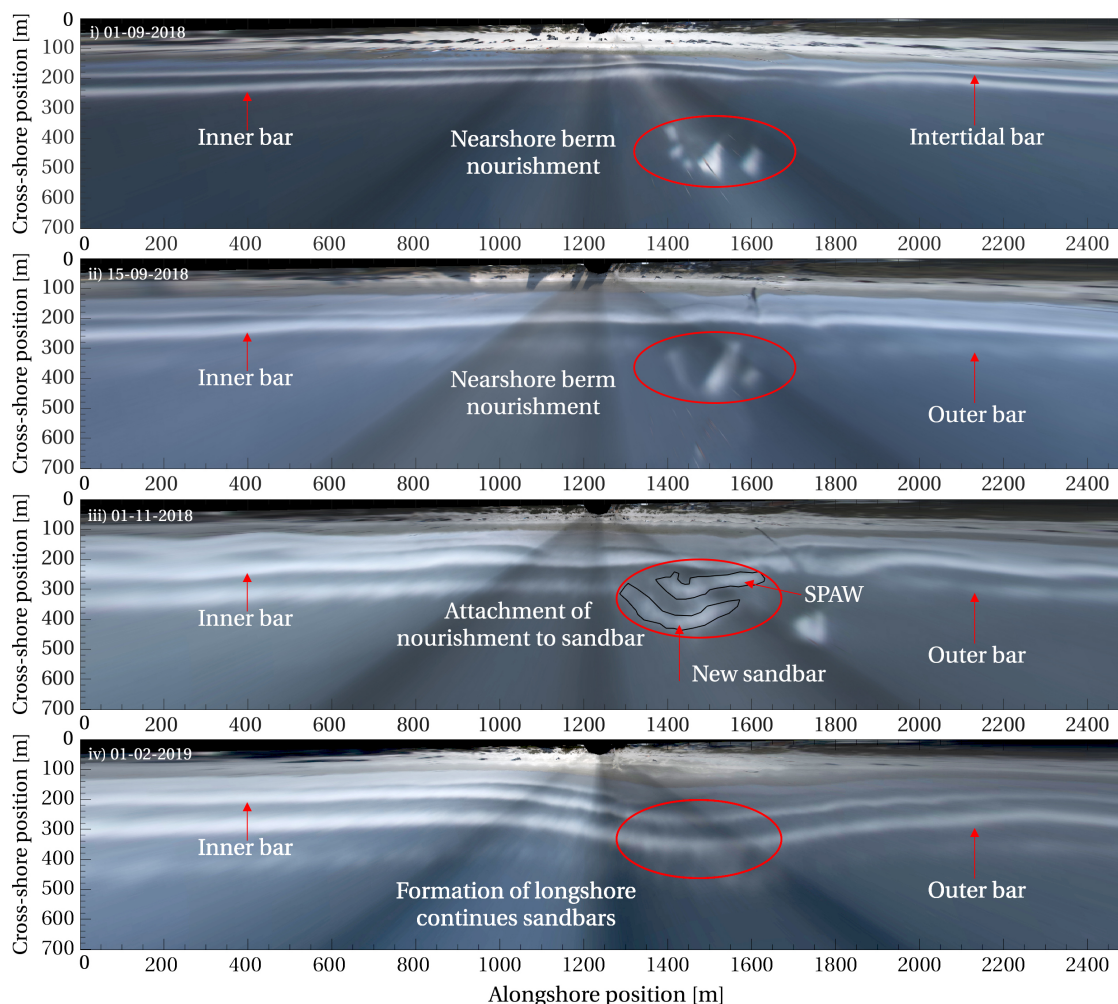 Cross-shore position [m]
0
100
200
300
400
500
600
700
i) 01-09-2018
Inner bar
Nearshore berm
nourishment
Intertidal bar
0 200 400 600 800 1000 1200 1400 1600 1800 2000 2200 2400
Cross-shore position [m]
0
100
200
300
400
500
600
700
ii) 15-09-2018
Inner bar
Nearshore berm
nourishment
Outer bar
0 200 400 600 800 1000 1200 1400 1600 1800 2000 2200 2400
Cross-shore position [m]
0
100
200
300
400
500
600
700
iii) 01-11-2018
Inner bar
Attachment of
nourishment to sandbar
SPAW
New sandbar
Outer bar
0 200 400 600 800 1000 1200 1400 1600 1800 2000 2200 2400
Cross-shore position [m]
0
100
200
300
400
500
600
700
iv) 01-02-2019
Inner bar
Formation of longshore
continues sandbars
Outer bar
0 200 400 600 800 1000 1200 1400 1600 1800 2000 2200 2400
Alongshore position [m]